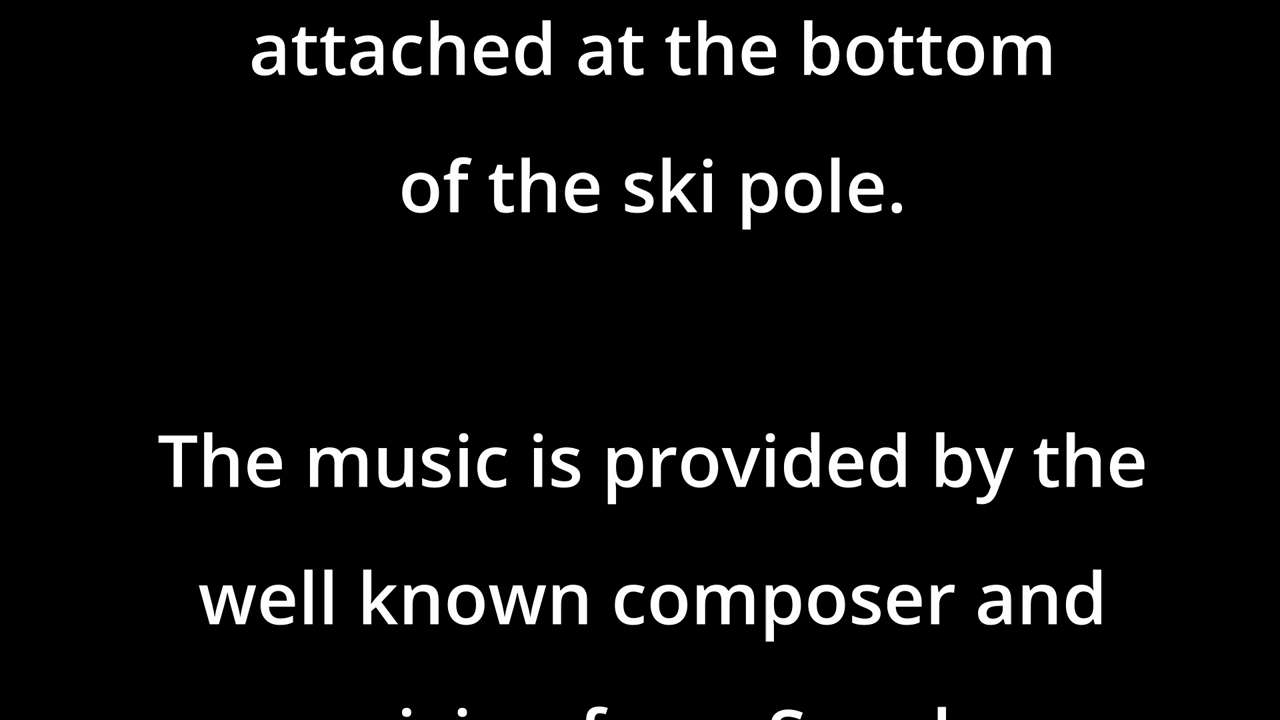 attached at the bottom
of the ski pole.
The music is provided by the
well known composer and